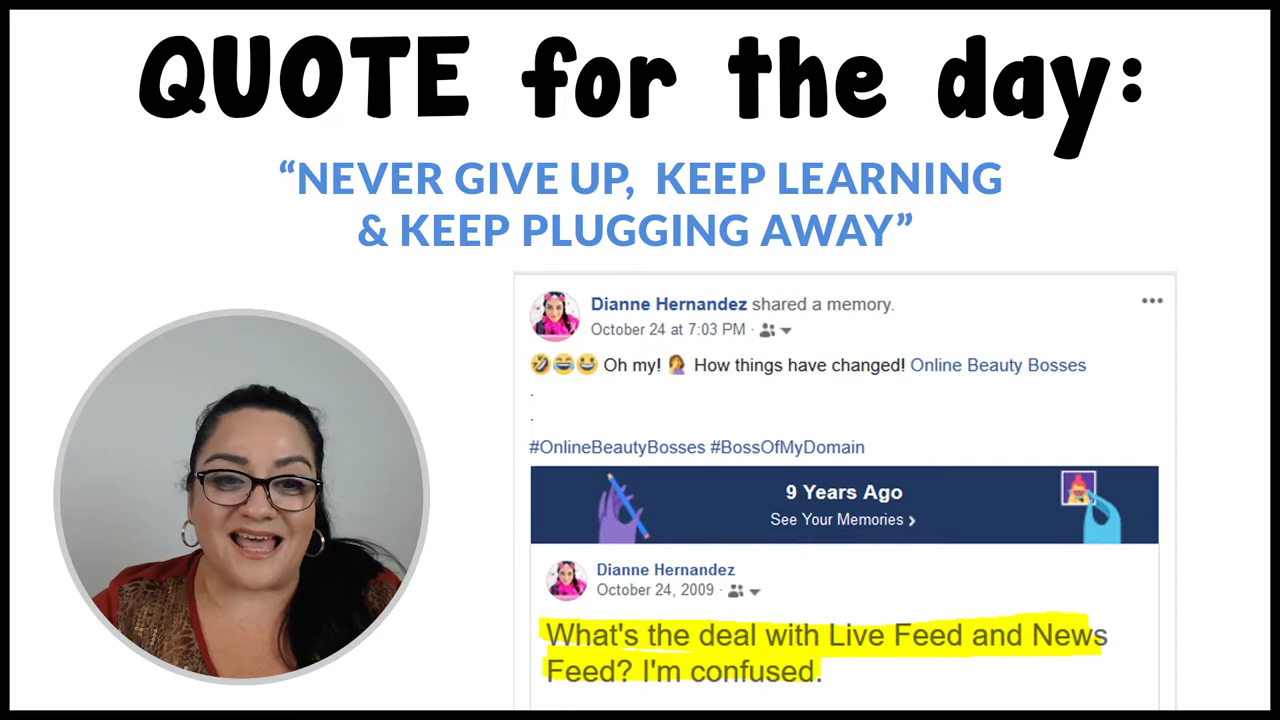 QUOTE for the day:
“NEVER GIVE UP,  KEEP LEARNING
& KEEP PLUGGING AWAY”
Dianne Hernandez shared a memory.
October 24 at 7:03 PM ·
🤣😂😆 Oh my! 🤦‍♀️ How things have changed! Online Beauty Bosses
.
.
#OnlineBeautyBosses #BossOfMyDomain
9 Years Ago
See Your Memories ›
Dianne Hernandez
October 24, 2009 ·
What's the deal with Live Feed and News
Feed? I'm confused.